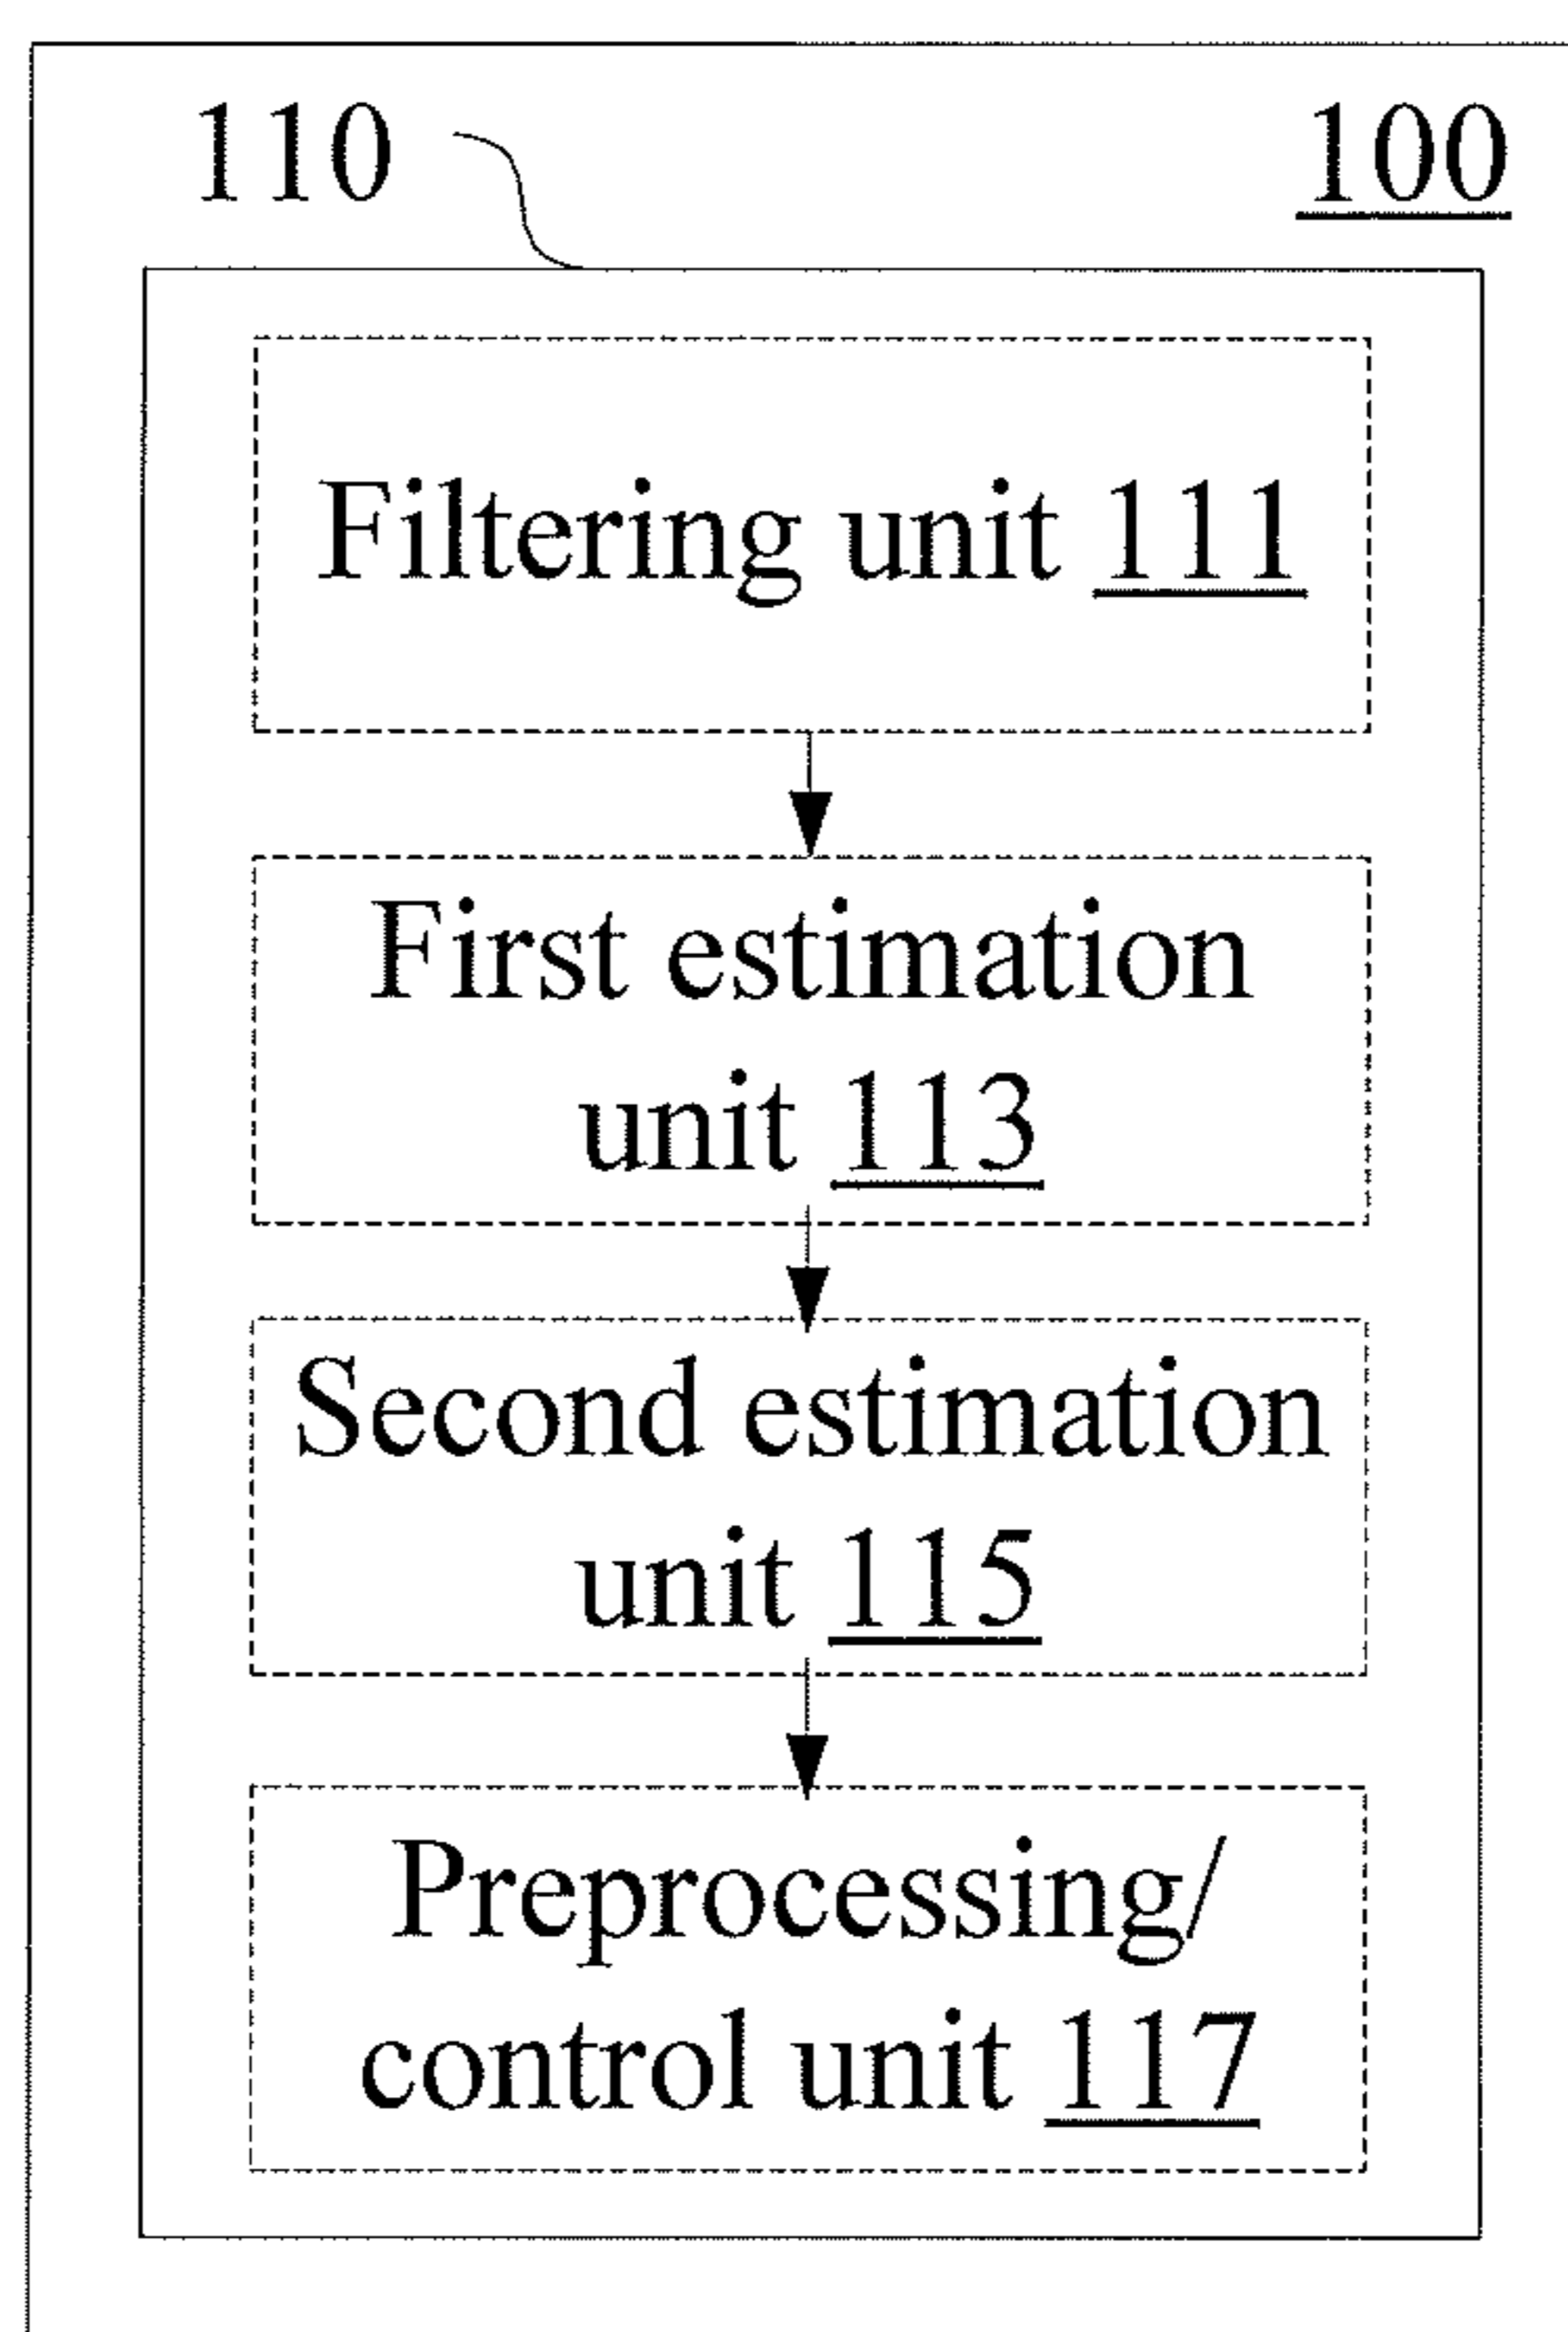 110
100
Filtering unit 111
First estimation
unit 113
Second estimation
unit 115
Preprocessing/
control unit 117